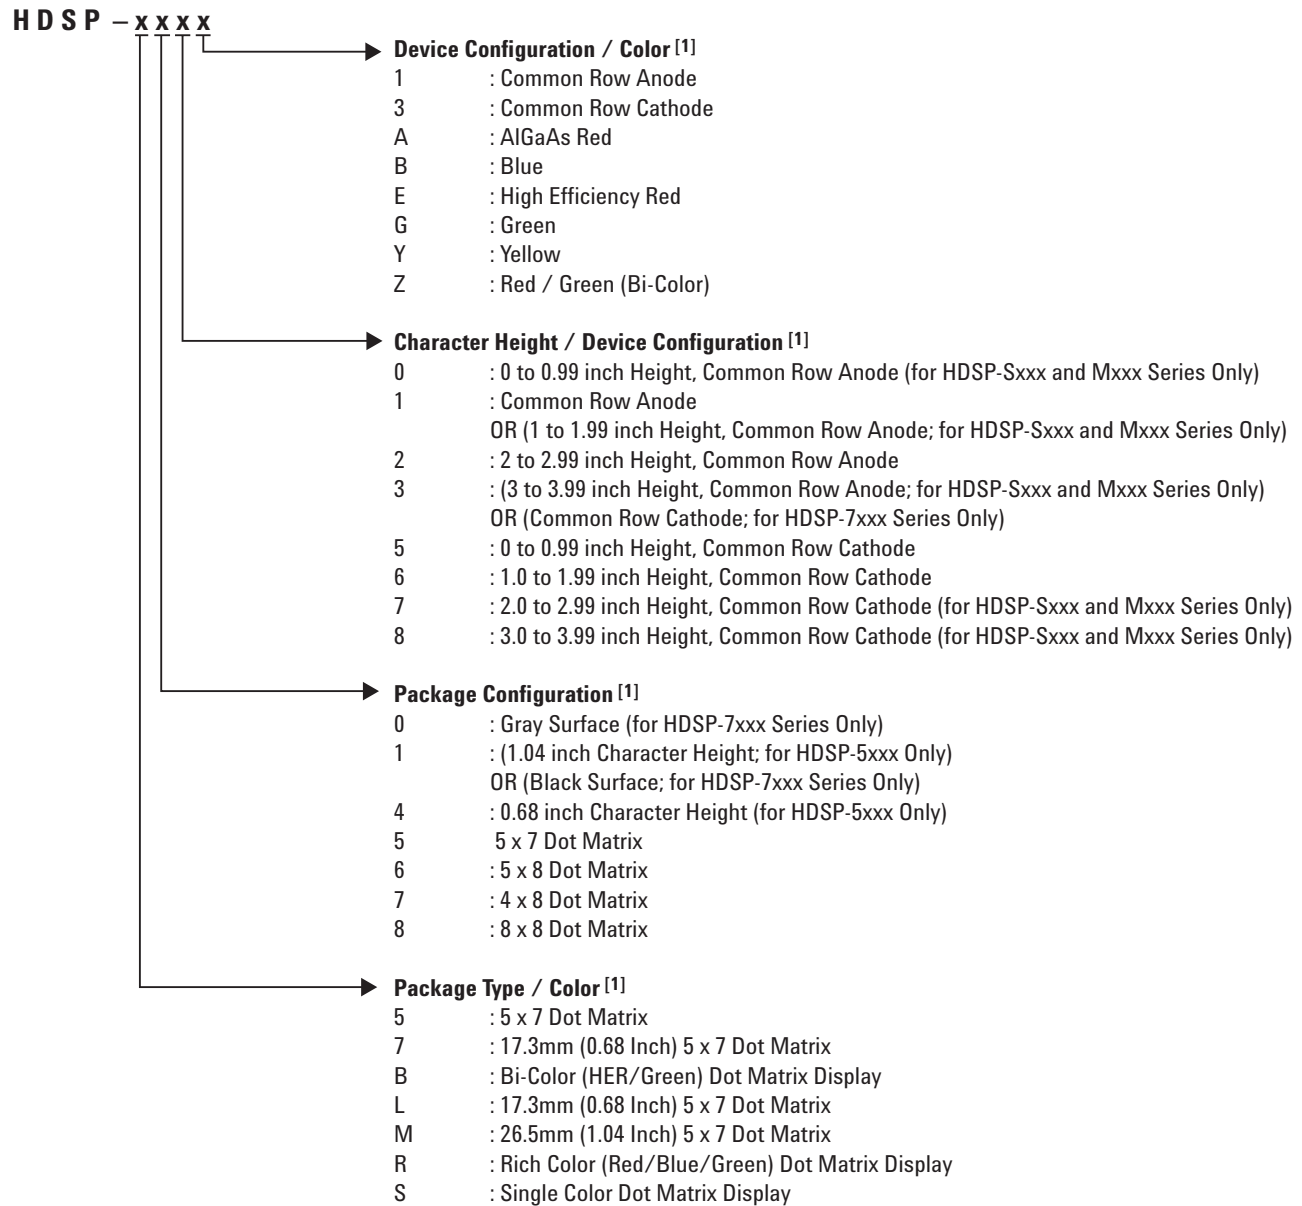 HDSP – x x x x
Device Configuration / Color [1]
1 : Common Row Anode
3 : Common Row Cathode
A : AlGaAs Red
B : Blue
E : High Efficiency Red
G : Green
Y : Yellow
Z : Red / Green (Bi-Color)
Character Height / Device Configuration [1]
0 : 0 to 0.99 inch Height, Common Row Anode (for HDSP-Sxxx and Mxxx Series Only)
1 : Common Row Anode
OR (1 to 1.99 inch Height, Common Row Anode; for HDSP-Sxxx and Mxxx Series Only)
2 : 2 to 2.99 inch Height, Common Row Anode
3 : (3 to 3.99 inch Height, Common Row Anode; for HDSP-Sxxx and Mxxx Series Only)
OR (Common Row Cathode; for HDSP-7xxx Series Only)
5 : 0 to 0.99 inch Height, Common Row Cathode
6 : 1.0 to 1.99 inch Height, Common Row Cathode
7 : 2.0 to 2.99 inch Height, Common Row Cathode (for HDSP-Sxxx and Mxxx Series Only)
8 : 3.0 to 3.99 inch Height, Common Row Cathode (for HDSP-Sxxx and Mxxx Series Only)
Package Configuration [1]
0 : Gray Surface (for HDSP-7xxx Series Only)
1 : (1.04 inch Character Height; for HDSP-5xxx Only)
OR (Black Surface; for HDSP-7xxx Series Only)
4 : 0.68 inch Character Height (for HDSP-5xxx Only)
5 5 x 7 Dot Matrix
6 : 5 x 8 Dot Matrix
7 : 4 x 8 Dot Matrix
8 : 8 x 8 Dot Matrix
Package Type / Color [1]
5 : 5 x 7 Dot Matrix
7 : 17.3mm (0.68 Inch) 5 x 7 Dot Matrix
B : Bi-Color (HER/Green) Dot Matrix Display
L : 17.3mm (0.68 Inch) 5 x 7 Dot Matrix
M : 26.5mm (1.04 Inch) 5 x 7 Dot Matrix
R : Rich Color (Red/Blue/Green) Dot Matrix Display
S : Single Color Dot Matrix Display